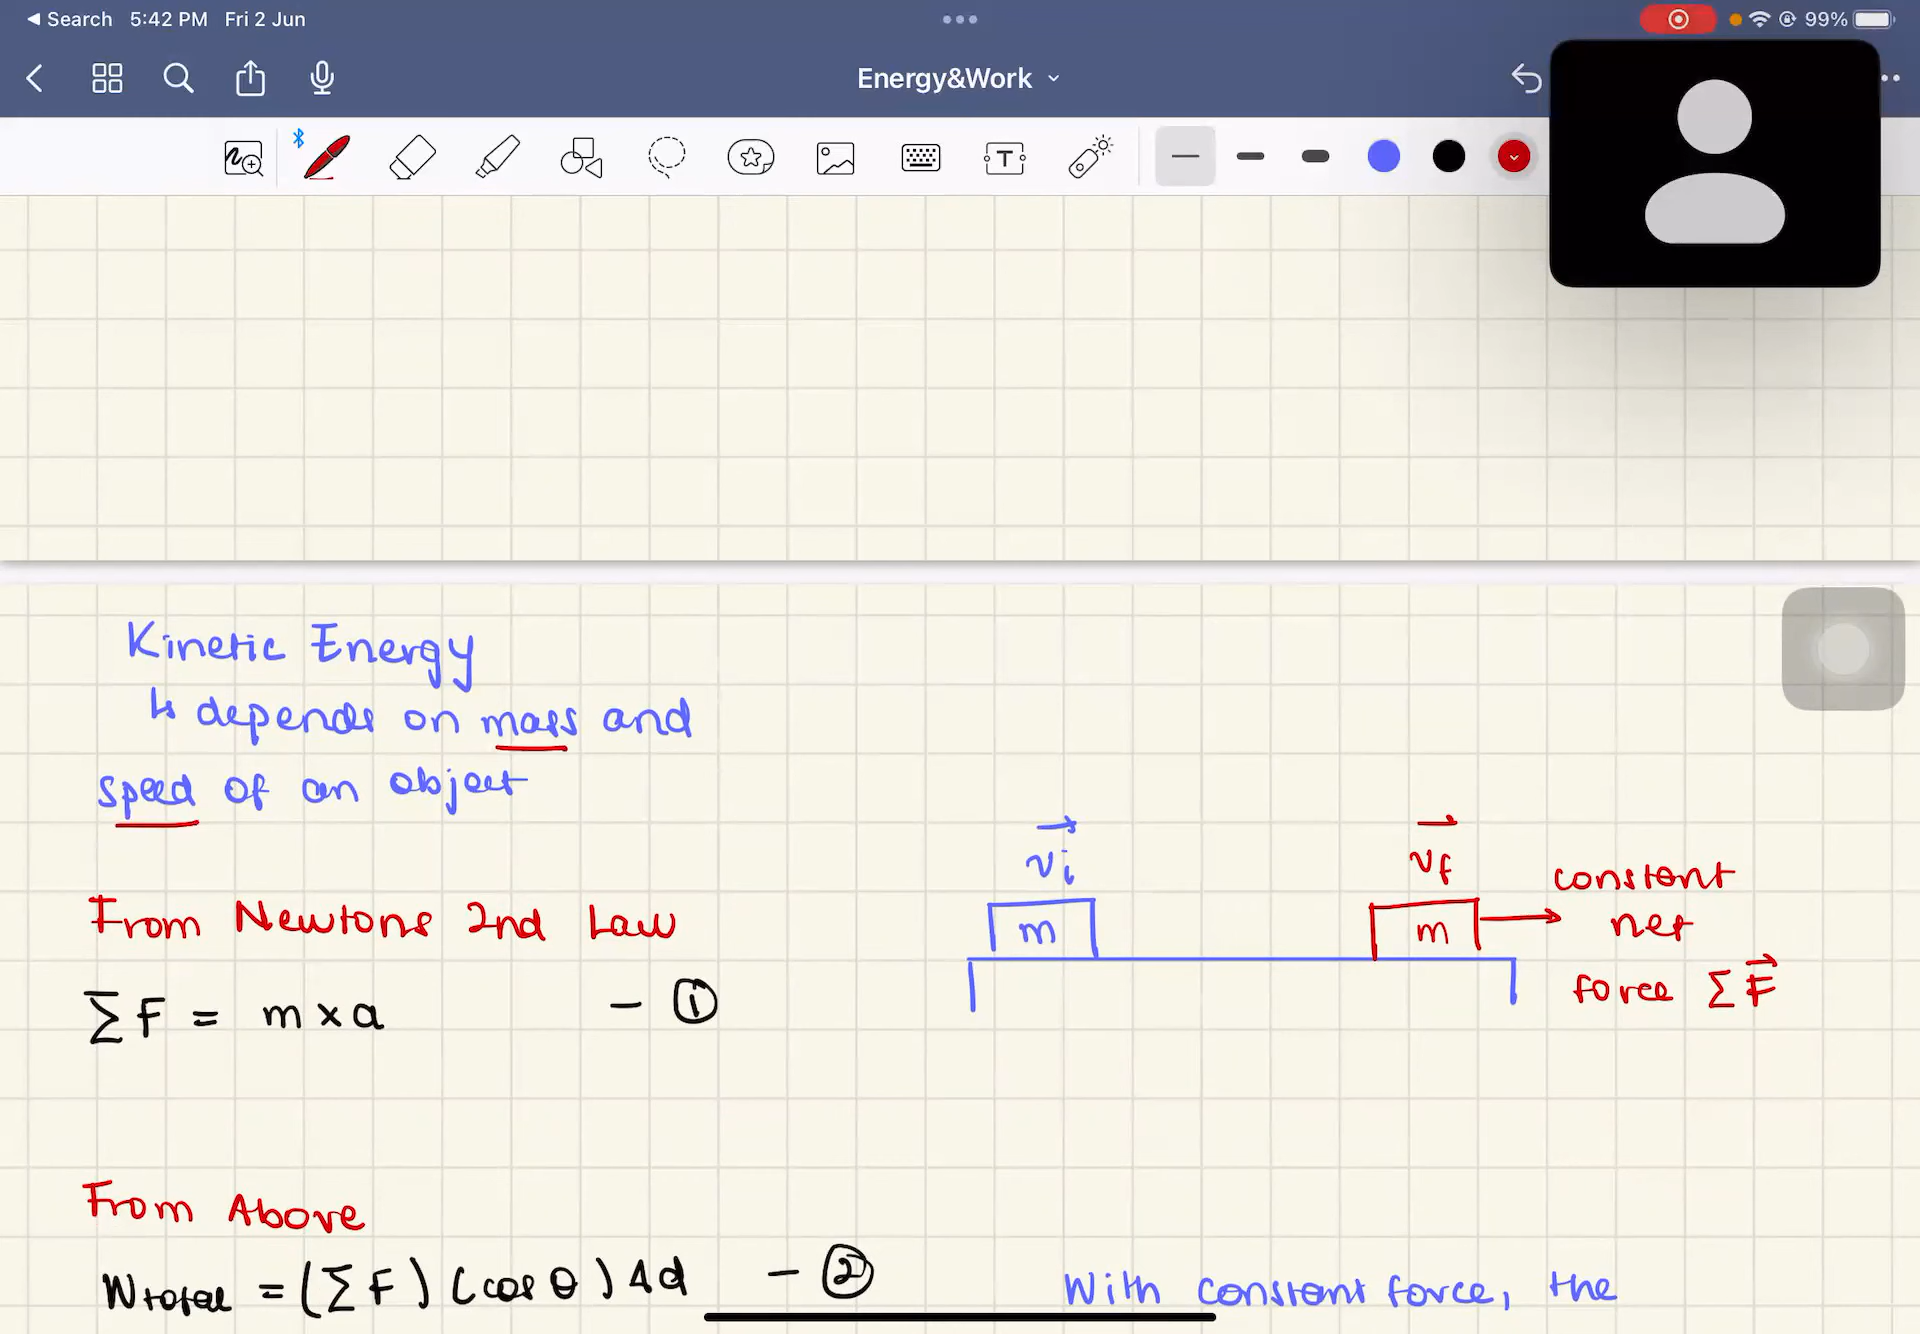 Search 5:42 PM Fri 2 Jun
99%
Energy&Work
T
Kinetic Energy
↳ depends on mass and
speed of an object
From Newtons 2nd Law
ΣF = m x a - ①
From Above
Wtotal = (ΣF) (cos θ) Δd - ②
vi
m
vf
m
constant
net
force ΣF
With constant force, the